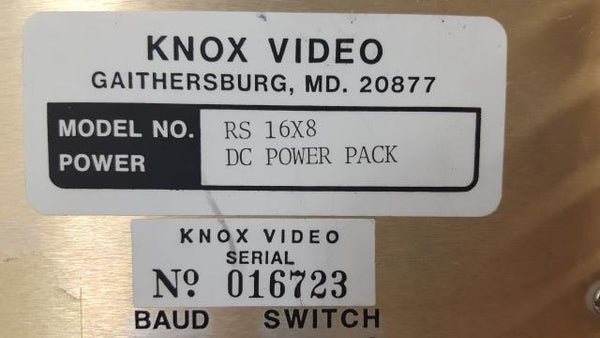 KNOX VIDEO
GAITHERSBURG, MD. 20877
MODEL NO. RS 16X8
POWER DC POWER PACK
KNOX VIDEO
SERIAL
Nº 016723
BAUD SWITCH